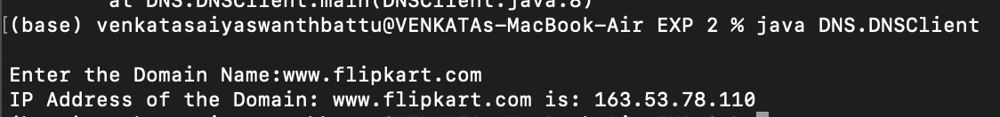 at DNS.DNSClient.main(DNSClient.java:8)
[(base) venkatasaiyaswanthbattu@VENKATAs-MacBook-Air EXP 2 % java DNS.DNSClient
Enter the Domain Name:www.flipkart.com
IP Address of the Domain: www.flipkart.com is: 163.53.78.110